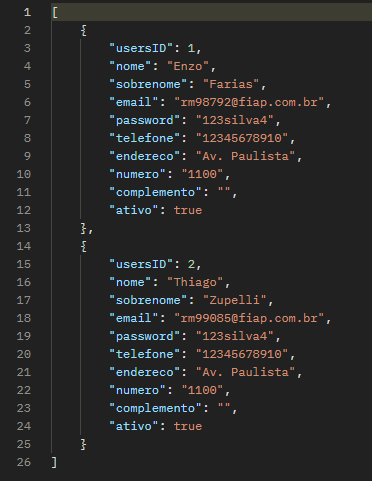 1 [
2 {
3 "usersID": 1,
4 "nome": "Enzo",
5 "sobrenome": "Farias",
6 "email": "rm98792@fiap.com.br",
7 "password": "123silva4",
8 "telefone": "12345678910",
9 "endereco": "Av. Paulista",
10 "numero": "1100",
11 "complemento": "",
12 "ativo": true
13 },
14 {
15 "usersID": 2,
16 "nome": "Thiago",
17 "sobrenome": "Zupelli",
18 "email": "rm99085@fiap.com.br",
19 "password": "123silva4",
20 "telefone": "12345678910",
21 "endereco": "Av. Paulista",
22 "numero": "1100",
23 "complemento": "",
24 "ativo": true
25 }
26 ]